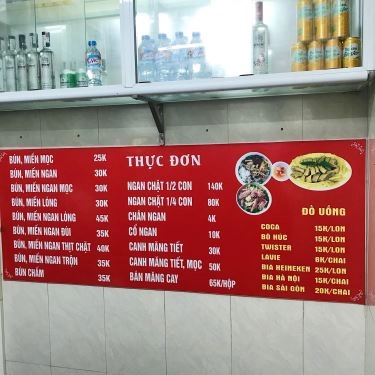 THỰC ĐƠN
BÚN, MIẾN MỌC 25K
BÚN, MIẾN NGAN 30K
BÚN, MIẾN NGAN MỌC 30K
BÚN, MIẾN LÒNG 30K
BÚN, MIẾN NGAN LÒNG 45K
BÚN, MIẾN NGAN ĐÙI 35K
BÚN, MIẾN NGAN THỊT CHẶT 40K
BÚN, MIẾN NGAN TRỘN 35K
BÚN CHẤM 35K
NGAN CHẶT 1/2 CON 140K
NGAN CHẶT 1/4 CON 80K
CHÂN NGAN 4K
CỔ NGAN 10K
CANH MĂNG TIẾT 30K
CANH MĂNG TIẾT, MỌC 50K
BÁN MĂNG CAY 65K/HỘP
ĐỒ UỐNG
COCA 15K/LON
BÒ HÚC 15K/LON
TWISTER 15K/LON
LAVIE 6K/CHAI
BIA HEINEKEN 25K/LON
BIA HÀ NỘI 15K/CHAI
BIA SÀI GÒN 20K/CHAI